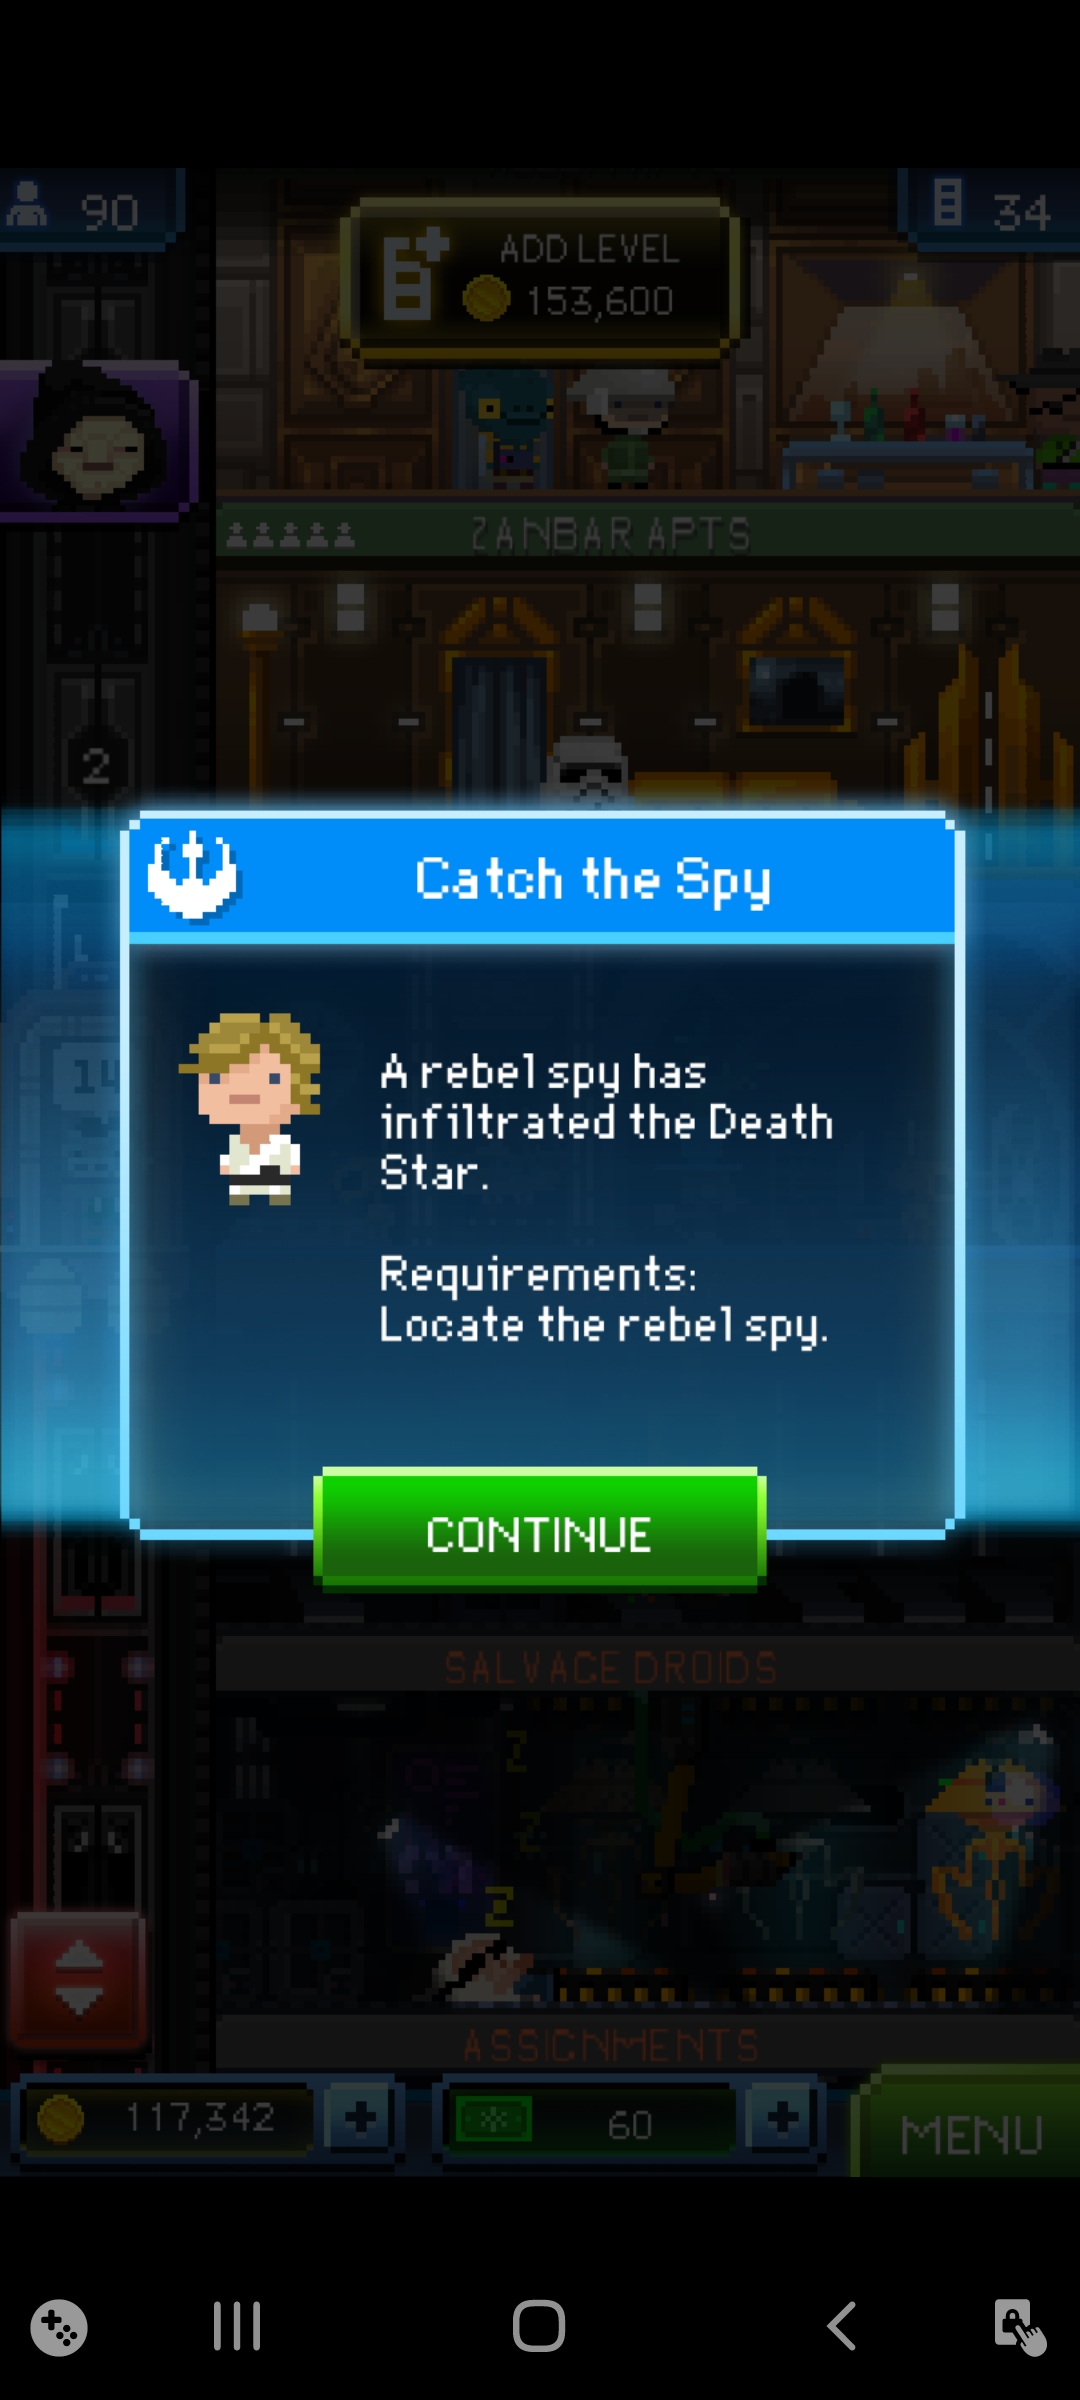 90
34
ADD LEVEL
153,600
ZANBAR APTS
2
Catch the Spy
A rebel spy has
infiltrated the Death
Star.
Requirements:
Locate the rebel spy.
CONTINUE
SALVAGE DROIDS
Z
Z
Z
ASSIGNMENTS
117,342
60
MENU